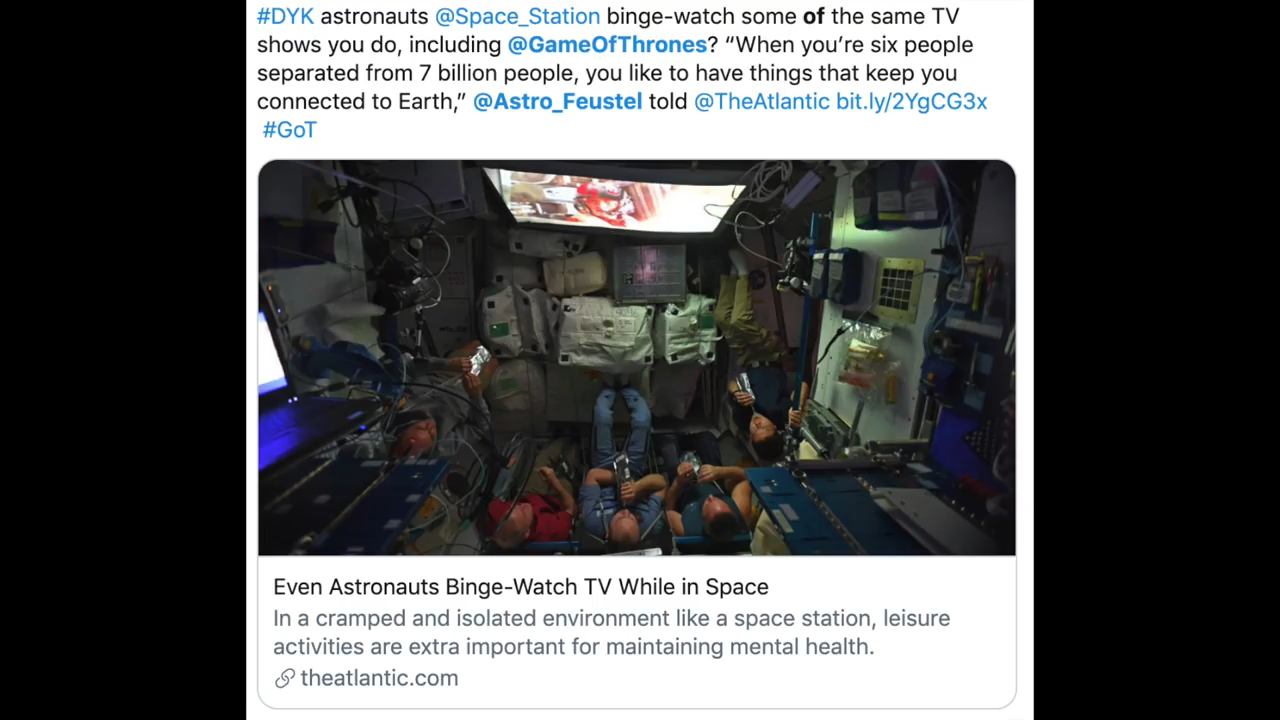 #DYK astronauts @Space_Station binge-watch some of the same TV
shows you do, including @GameOfThrones? “When you’re six people
separated from 7 billion people, you like to have things that keep you
connected to Earth,” @Astro_Feustel told @TheAtlantic bit.ly/2YgCG3x
#GoT
Even Astronauts Binge-Watch TV While in Space
In a cramped and isolated environment like a space station, leisure
activities are extra important for maintaining mental health.
theatlantic.com